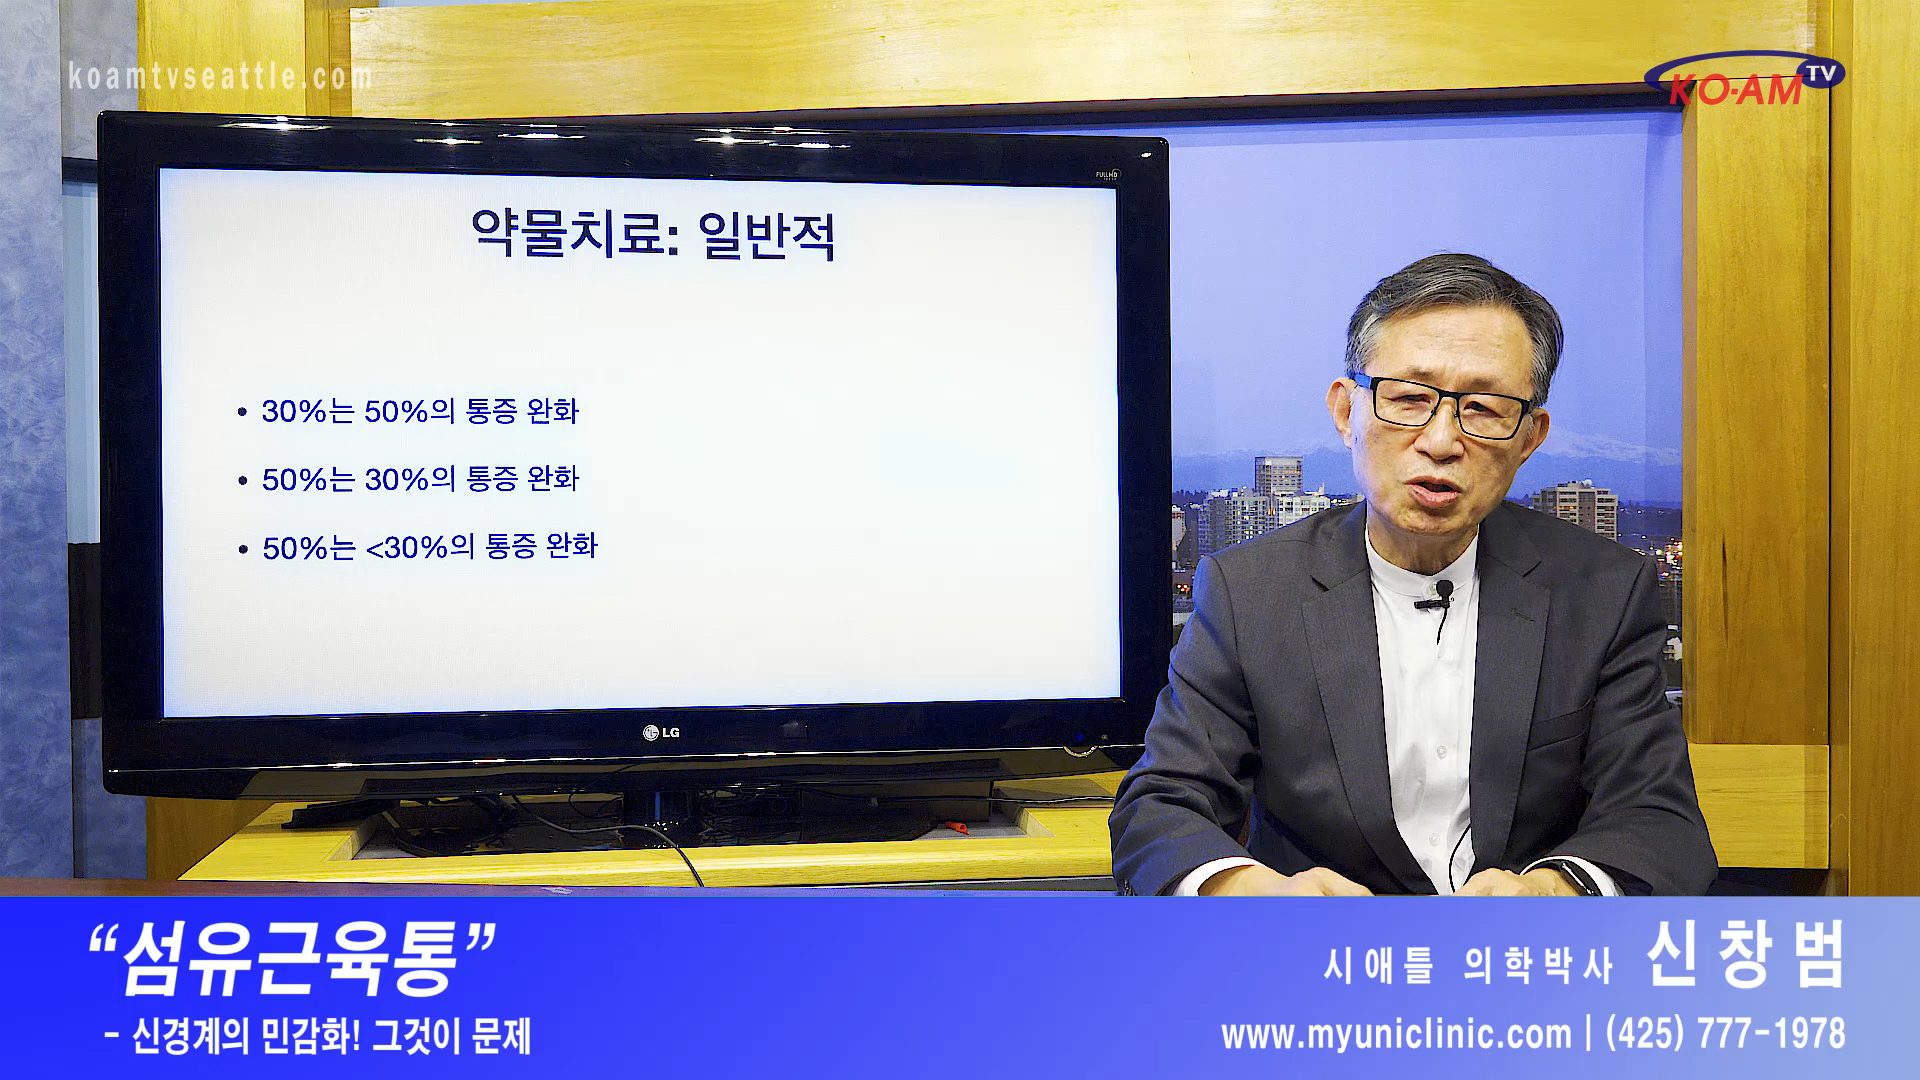 koamtvseattle.com
KO-AM TV
FULL HD
약물치료: 일반적
• 30%는 50%의 통증 완화
• 50%는 30%의 통증 완화
• 50%는 <30%의 통증 완화
LG
“섬유근육통”
- 신경계의 민감화! 그것이 문제
시애틀 의학박사 신창범
www.myuniclinic.com | (425) 777-1978